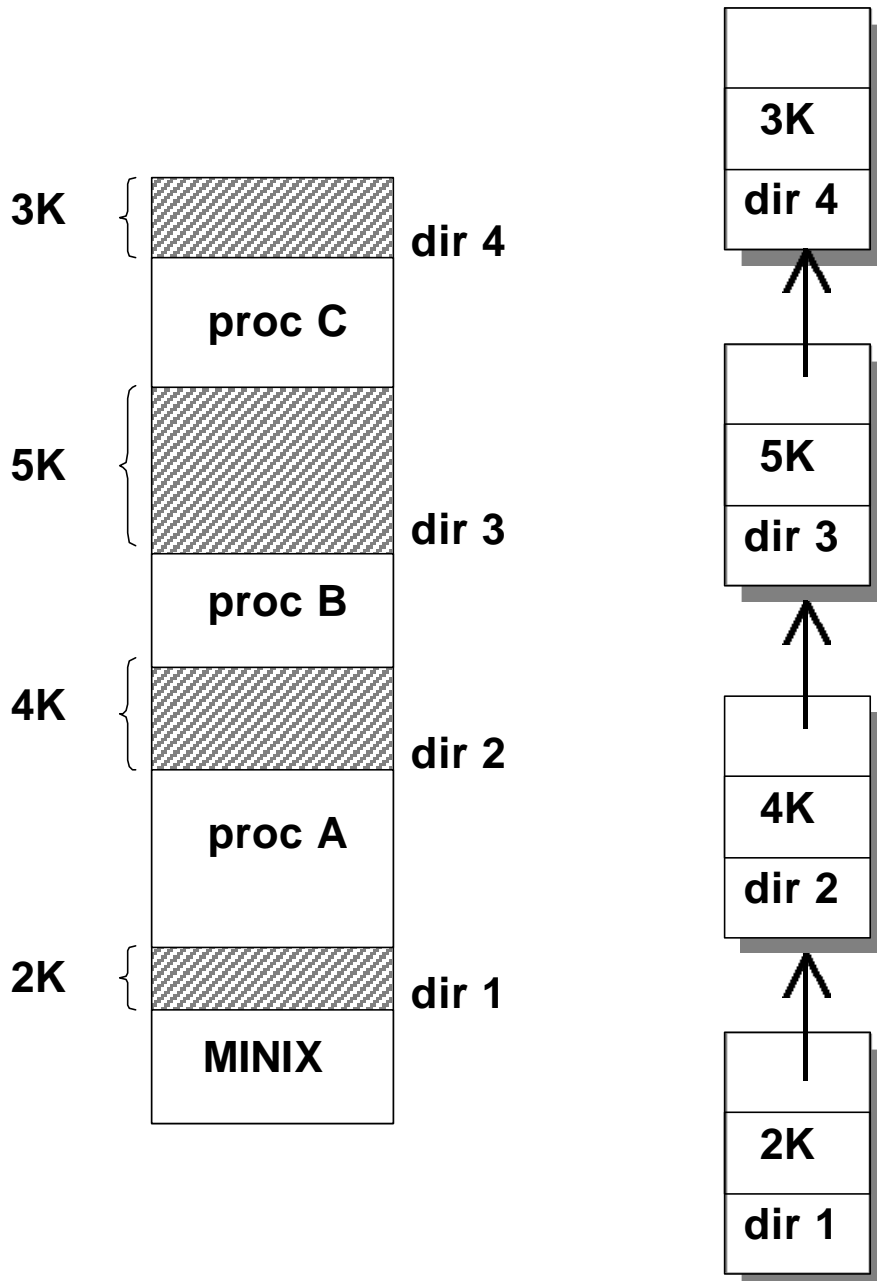 3K
dir 4
proc C
5K
dir 3
proc B
4K
dir 2
proc A
2K
dir 1
MINIX
3K
dir 4
5K
dir 3
4K
dir 2
2K
dir 1